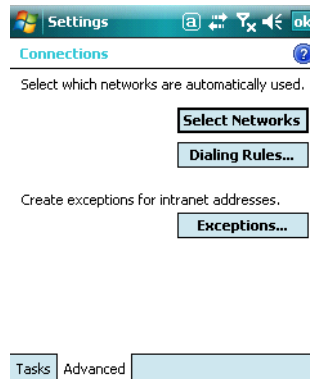 Settings
a
ok
Connections
?
Select which networks are automatically used.
Select Networks
Dialing Rules...
Create exceptions for intranet addresses.
Exceptions...
Tasks Advanced